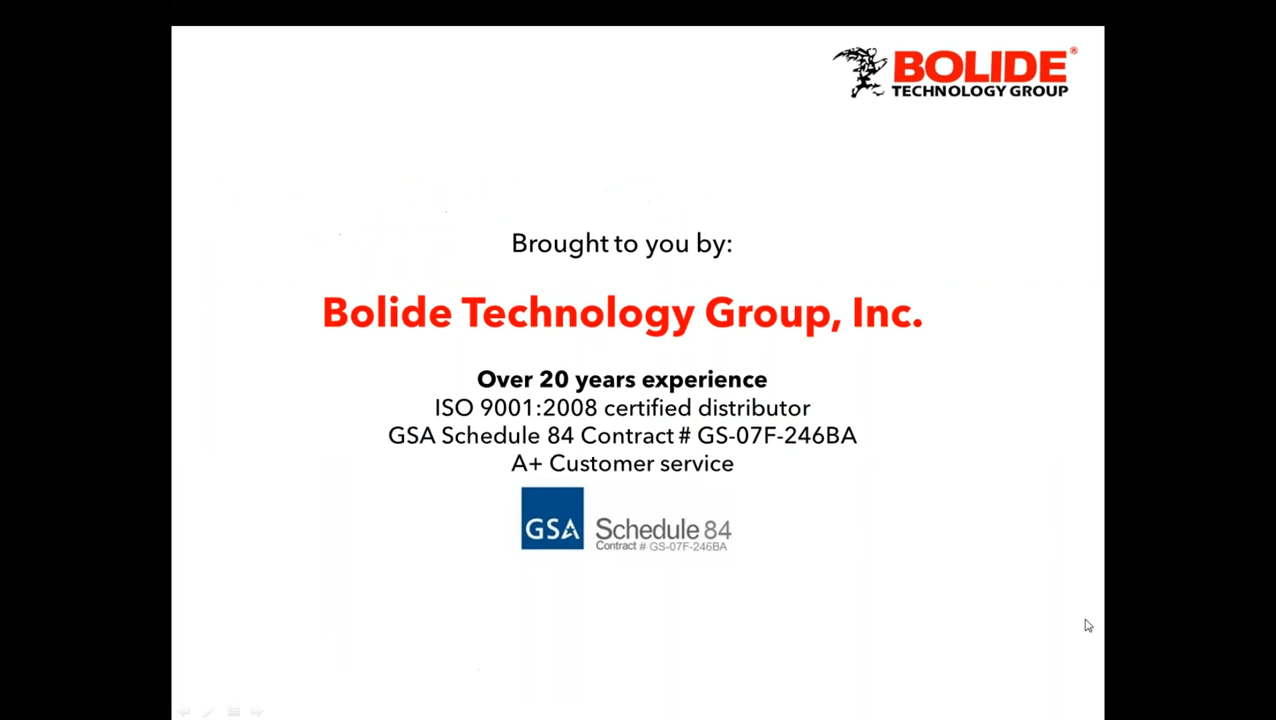 BOLIDE®
TECHNOLOGY GROUP
Brought to you by:
Bolide Technology Group, Inc.
Over 20 years experience
ISO 9001:2008 certified distributor
GSA Schedule 84 Contract # GS-07F-246BA
A+ Customer service
GSA Schedule 84
Contract # GS-07F-246BA